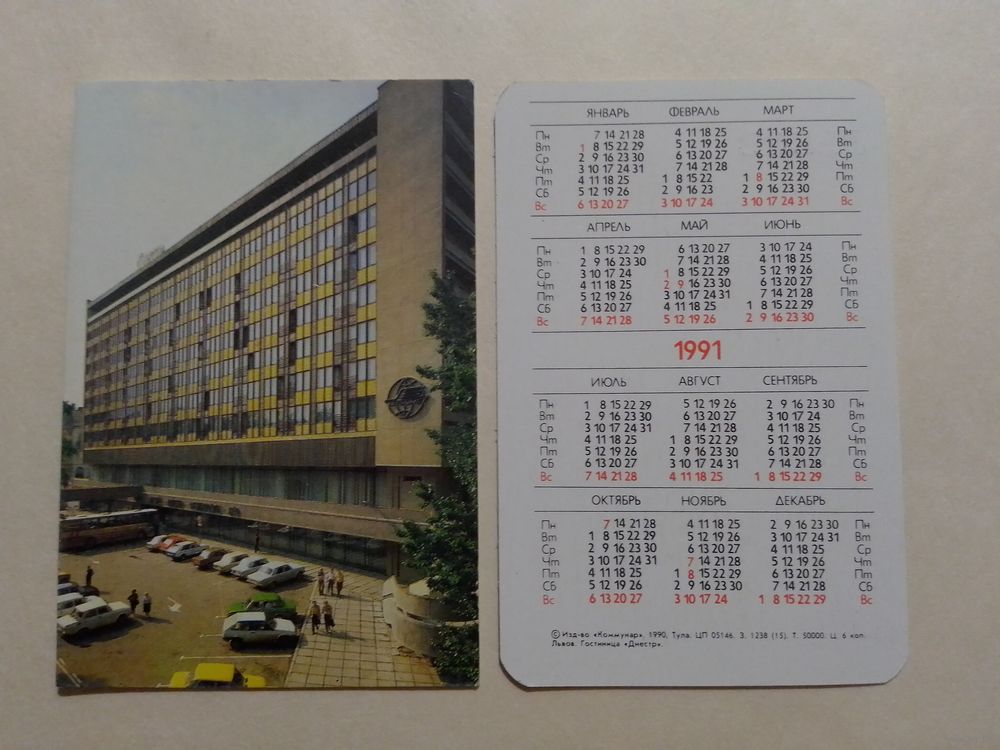 ЯНВАРЬ ФЕВРАЛЬ МАРТ
Пн 7 14 21 28 4 11 18 25 4 11 18 25 Пн
Вт 1 8 15 22 29 5 12 19 26 5 12 19 26 Вт
Ср 2 9 16 23 30 6 13 20 27 6 13 20 27 Ср
Чт 3 10 17 24 31 7 14 21 28 7 14 21 28 Чт
Пт 4 11 18 25 1 8 15 22 1 8 15 22 29 Пт
Сб 5 12 19 26 2 9 16 23 2 9 16 23 30 Сб
Вс 6 13 20 27 3 10 17 24 3 10 17 24 31 Вс
АПРЕЛЬ МАЙ ИЮНЬ
Пн 1 8 15 22 29 6 13 20 27 3 10 17 24 Пн
Вт 2 9 16 23 30 7 14 21 28 4 11 18 25 Вт
Ср 3 10 17 24 1 8 15 22 29 5 12 19 26 Ср
Чт 4 11 18 25 2 9 16 23 30 6 13 20 27 Чт
Пт 5 12 19 26 3 10 17 24 31 7 14 21 28 Пт
Сб 6 13 20 27 4 11 18 25 1 8 15 22 29 Сб
Вс 7 14 21 28 5 12 19 26 2 9 16 23 30 Вс
1991
ИЮЛЬ АВГУСТ СЕНТЯБРЬ
Пн 1 8 15 22 29 5 12 19 26 2 9 16 23 30 Пн
Вт 2 9 16 23 30 6 13 20 27 3 10 17 24 Вт
Ср 3 10 17 24 31 7 14 21 28 4 11 18 25 Ср
Чт 4 11 18 25 1 8 15 22 29 5 12 19 26 Чт
Пт 5 12 19 26 2 9 16 23 30 6 13 20 27 Пт
Сб 6 13 20 27 3 10 17 24 31 7 14 21 28 Сб
Вс 7 14 21 28 4 11 18 25 1 8 15 22 29 Вс
ОКТЯБРЬ НОЯБРЬ ДЕКАБРЬ
Пн 7 14 21 28 4 11 18 25 2 9 16 23 30 Пн
Вт 1 8 15 22 29 5 12 19 26 3 10 17 24 31 Вт
Ср 2 9 16 23 30 6 13 20 27 4 11 18 25 Ср
Чт 3 10 17 24 31 7 14 21 28 5 12 19 26 Чт
Пт 4 11 18 25 1 8 15 22 29 6 13 20 27 Пт
Сб 5 12 19 26 2 9 16 23 30 7 14 21 28 Сб
Вс 6 13 20 27 3 10 17 24 1 8 15 22 29 Вс
© Изд-во «Коммунар», 1990, Тула. ЦП 05146. З. 1238 (15). Т. 50000. Ц. 6 коп.
Львов. Гостиница «Днестр».